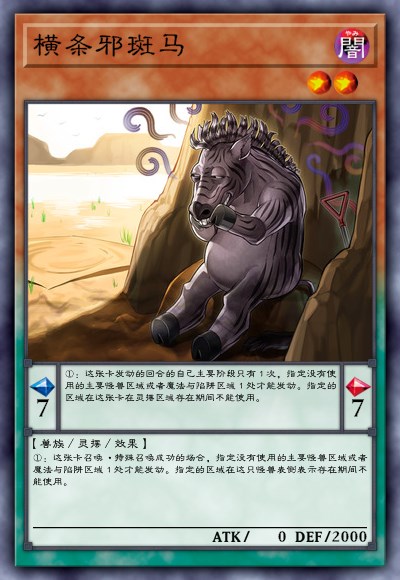 横条邪斑马
やみ
闇
①：这张卡发动的回合的自己主要阶段只有1次，指定没有使
用的主要怪兽区域或者魔法与陷阱区域1处才能发动。指定的
区域在这张卡在灵摆区域存在期间不能使用。
7
7
【兽族／灵摆／效果】
①：这张卡召唤·特殊召唤成功的场合，指定没有使用的主要怪兽区域或者
魔法与陷阱区域1处才能发动。指定的区域在这只怪兽表侧表示存在期间不
能使用。
ATK/ 0 DEF/2000